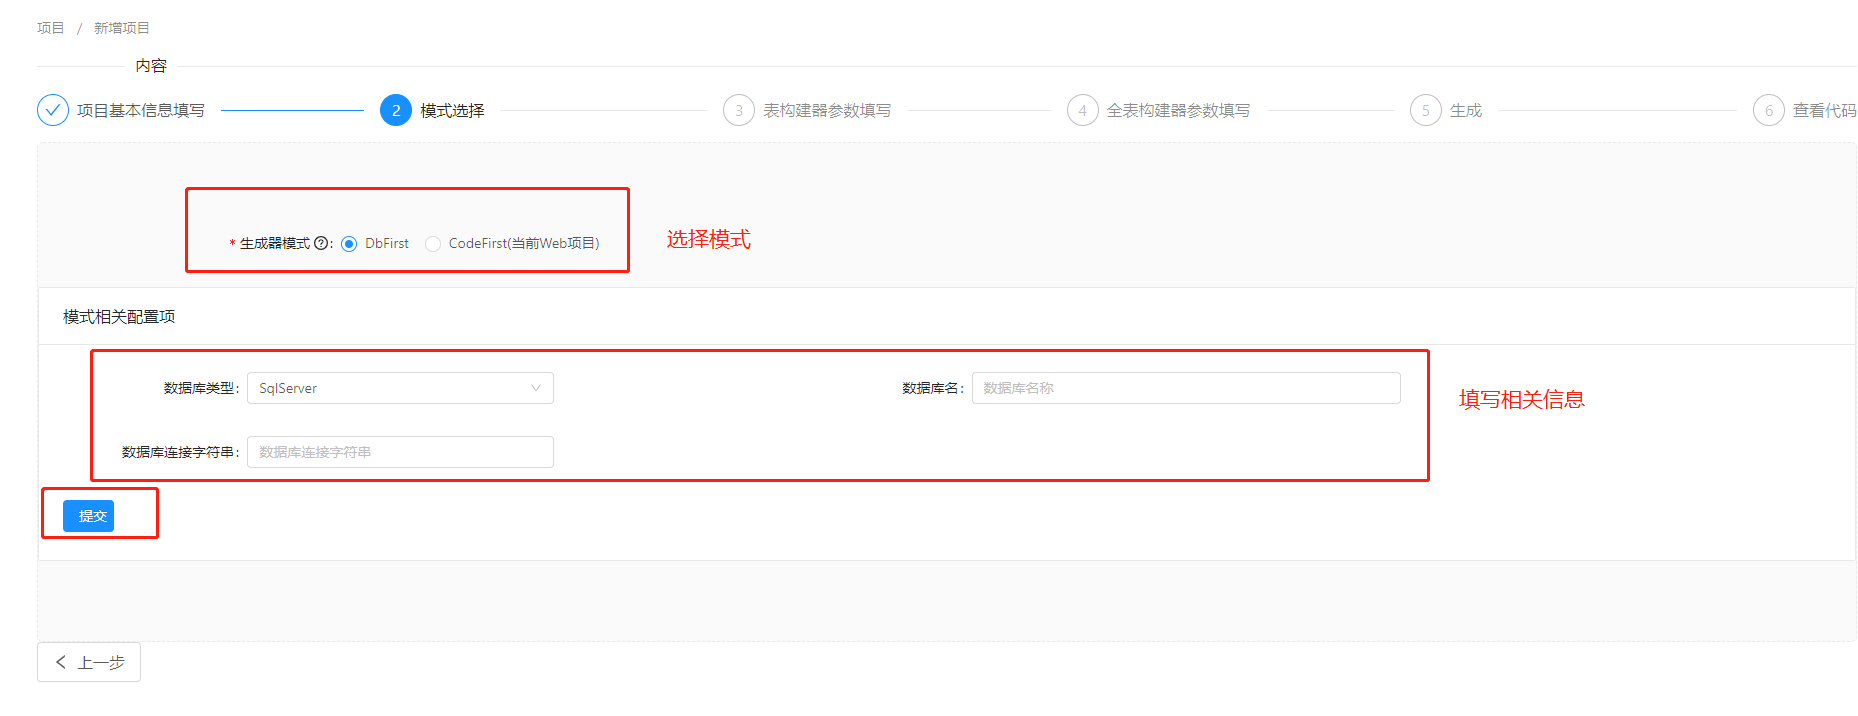 项目 / 新增项目
内容
项目基本信息填写
2 模式选择
3 表构建器参数填写
4 全表构建器参数填写
5 生成
6 查看代码
* 生成器模式 ? : DbFirst CodeFirst(当前Web项目)
选择模式
模式相关配置项
数据库类型: SqlServer
数据库名: 数据库名称
填写相关信息
数据库连接字符串: 数据库连接字符串
提交
上一步